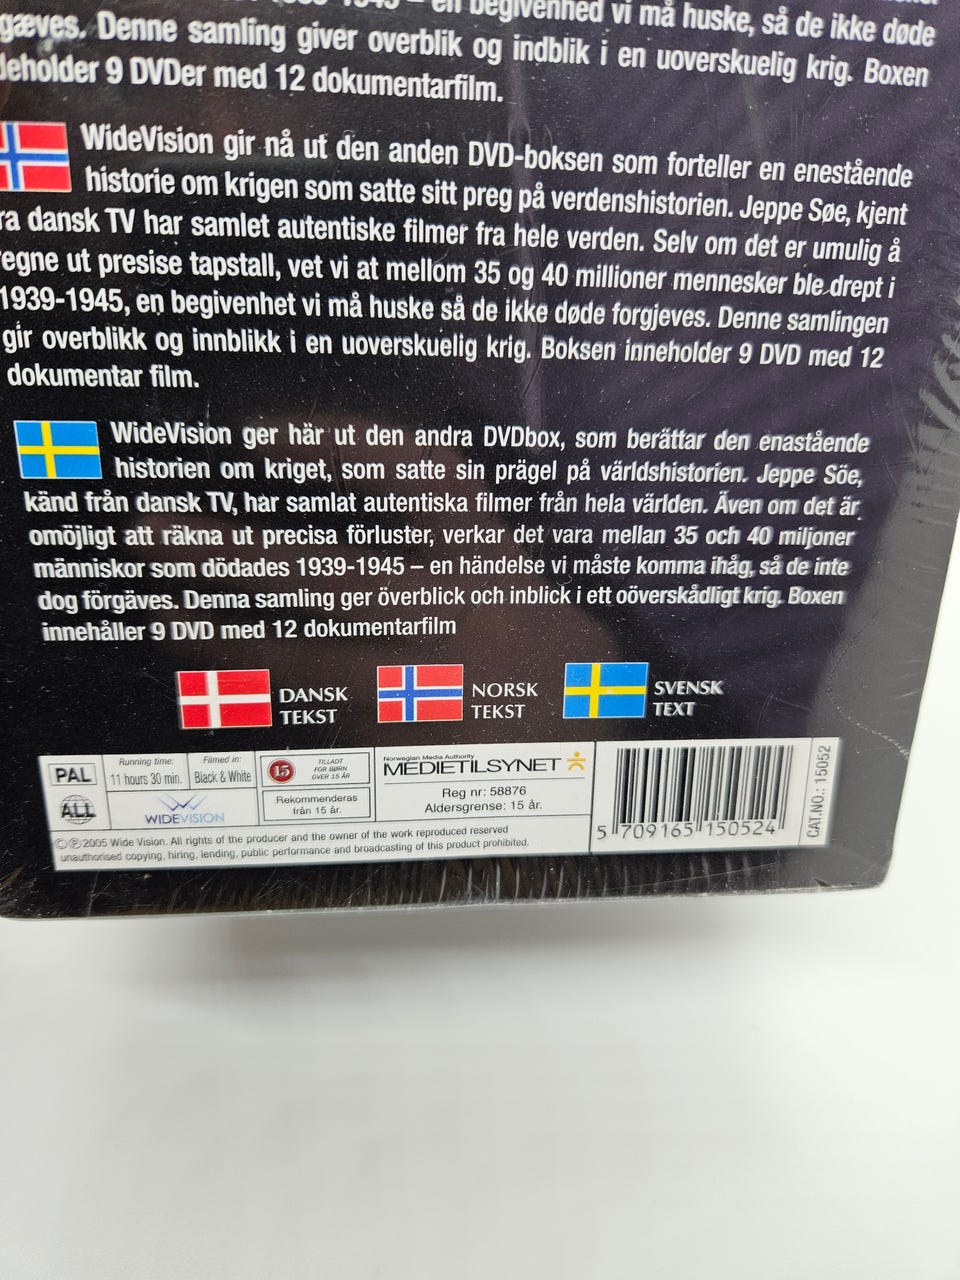 begivenhed vi må huske, så de ikke døde
gæves. Denne samling giver overblik og indblik i en uoverskuelig krig. Boxen
deholder 9 DVDer med 12 dokumentarfilm.
WideVision gir nå ut den anden DVD-boksen som forteller en enestående
historie om krigen som satte sitt preg på verdenshistorien. Jeppe Søe, kjent
ra dansk TV har samlet autentiske filmer fra hele verden. Selv om det er umulig å
regne ut presise tapstall, vet vi at mellom 35 og 40 millioner mennesker ble drept i
1939-1945, en begivenhet vi må huske så de ikke døde forgjeves. Denne samlingen
gir overblikk og innblikk i en uoverskuelig krig. Boksen inneholder 9 DVD med 12
dokumentar film.
WideVision ger här ut den andra DVDbox, som berättar den enastående
historien om kriget, som satte sin prägel på världshistorien. Jeppe Söe,
känd från dansk TV, har samlat autentiska filmer från hela världen. Även om det är
omöjligt att räkna ut precisa förluster, verkar det vara mellan 35 och 40 miljoner
människor som dödades 1939-1945 – en händelse vi måste komma ihåg, så de inte
dog förgäves. Denna samling ger överblick och inblick i ett oöverskådligt krig. Boxen
innehåller 9 DVD med 12 dokumentarfilm
DANSK
TEKST
NORSK
TEKST
SVENSK
TEXT
PAL
ALL
Running time:
11 hours 30 min.
Filmed in:
Black & White
WIDEVISION
15
TILLADT
FOR BØRN
OVER 15 ÅR
Rekommenderas
från 15 år.
Norwegian Media Authority
MEDIETILSYNET
Reg nr: 58876
Aldersgrense: 15 år.
5 709165 150524
CAT.NO.: 15052
©℗2005 Wide Vision. All rights of the producer and the owner of the work reproduced reserved
unauthorised copying, hiring, lending, public performance and broadcasting of this product prohibited.